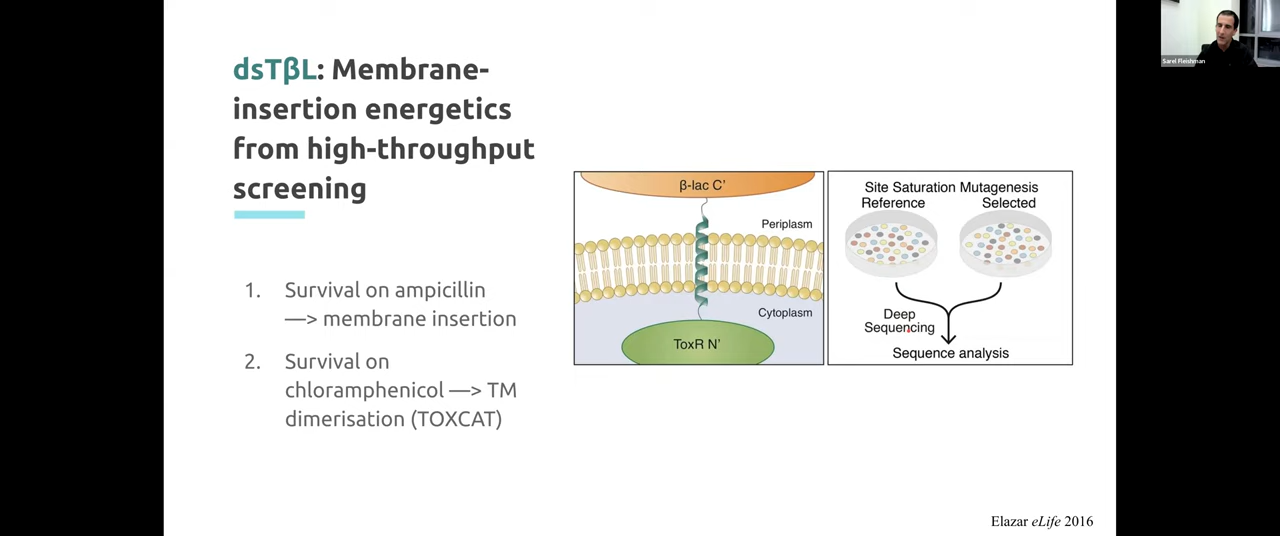 dsTβL: Membrane-
insertion energetics
from high-throughput
screening
1. Survival on ampicillin
—> membrane insertion
2. Survival on
chloramphenicol —> TM
dimerisation (TOXCAT)
β-lac C'
Periplasm
Cytoplasm
ToxR N'
Site Saturation Mutagenesis
Reference Selected
Deep
Sequencing
Sequence analysis
Elazar eLife 2016
Sarel Fleishman